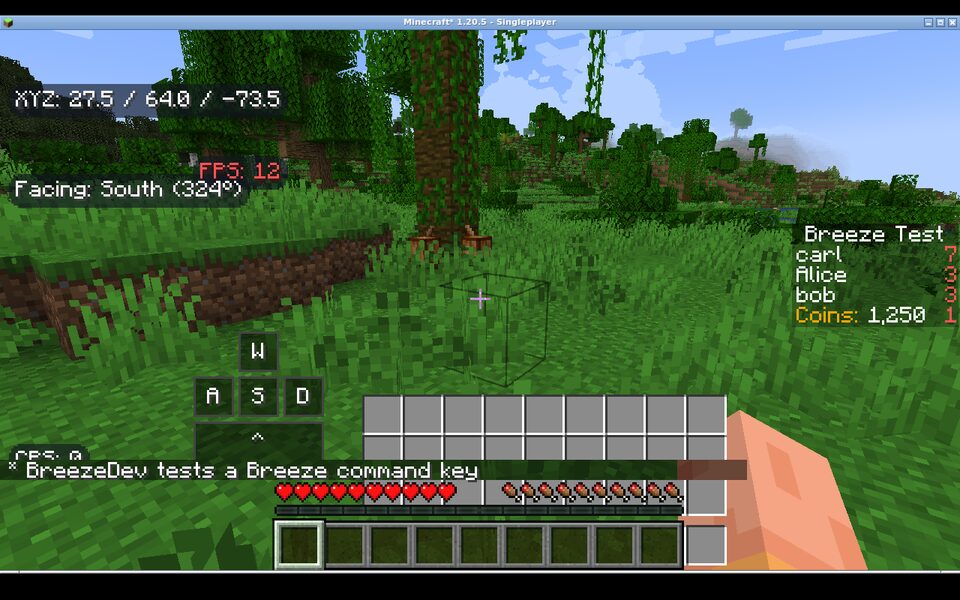 Minecraft* 1.20.5 - Singleplayer
XYZ: 27.5 / 64.0 / -73.5
FPS: 12
Facing: South (324º)
Breeze Test
carl 7
Alice 3
bob 3
Coins: 1,250 1
W
A S D
^
CPS: 0
* BreezeDev tests a Breeze command key